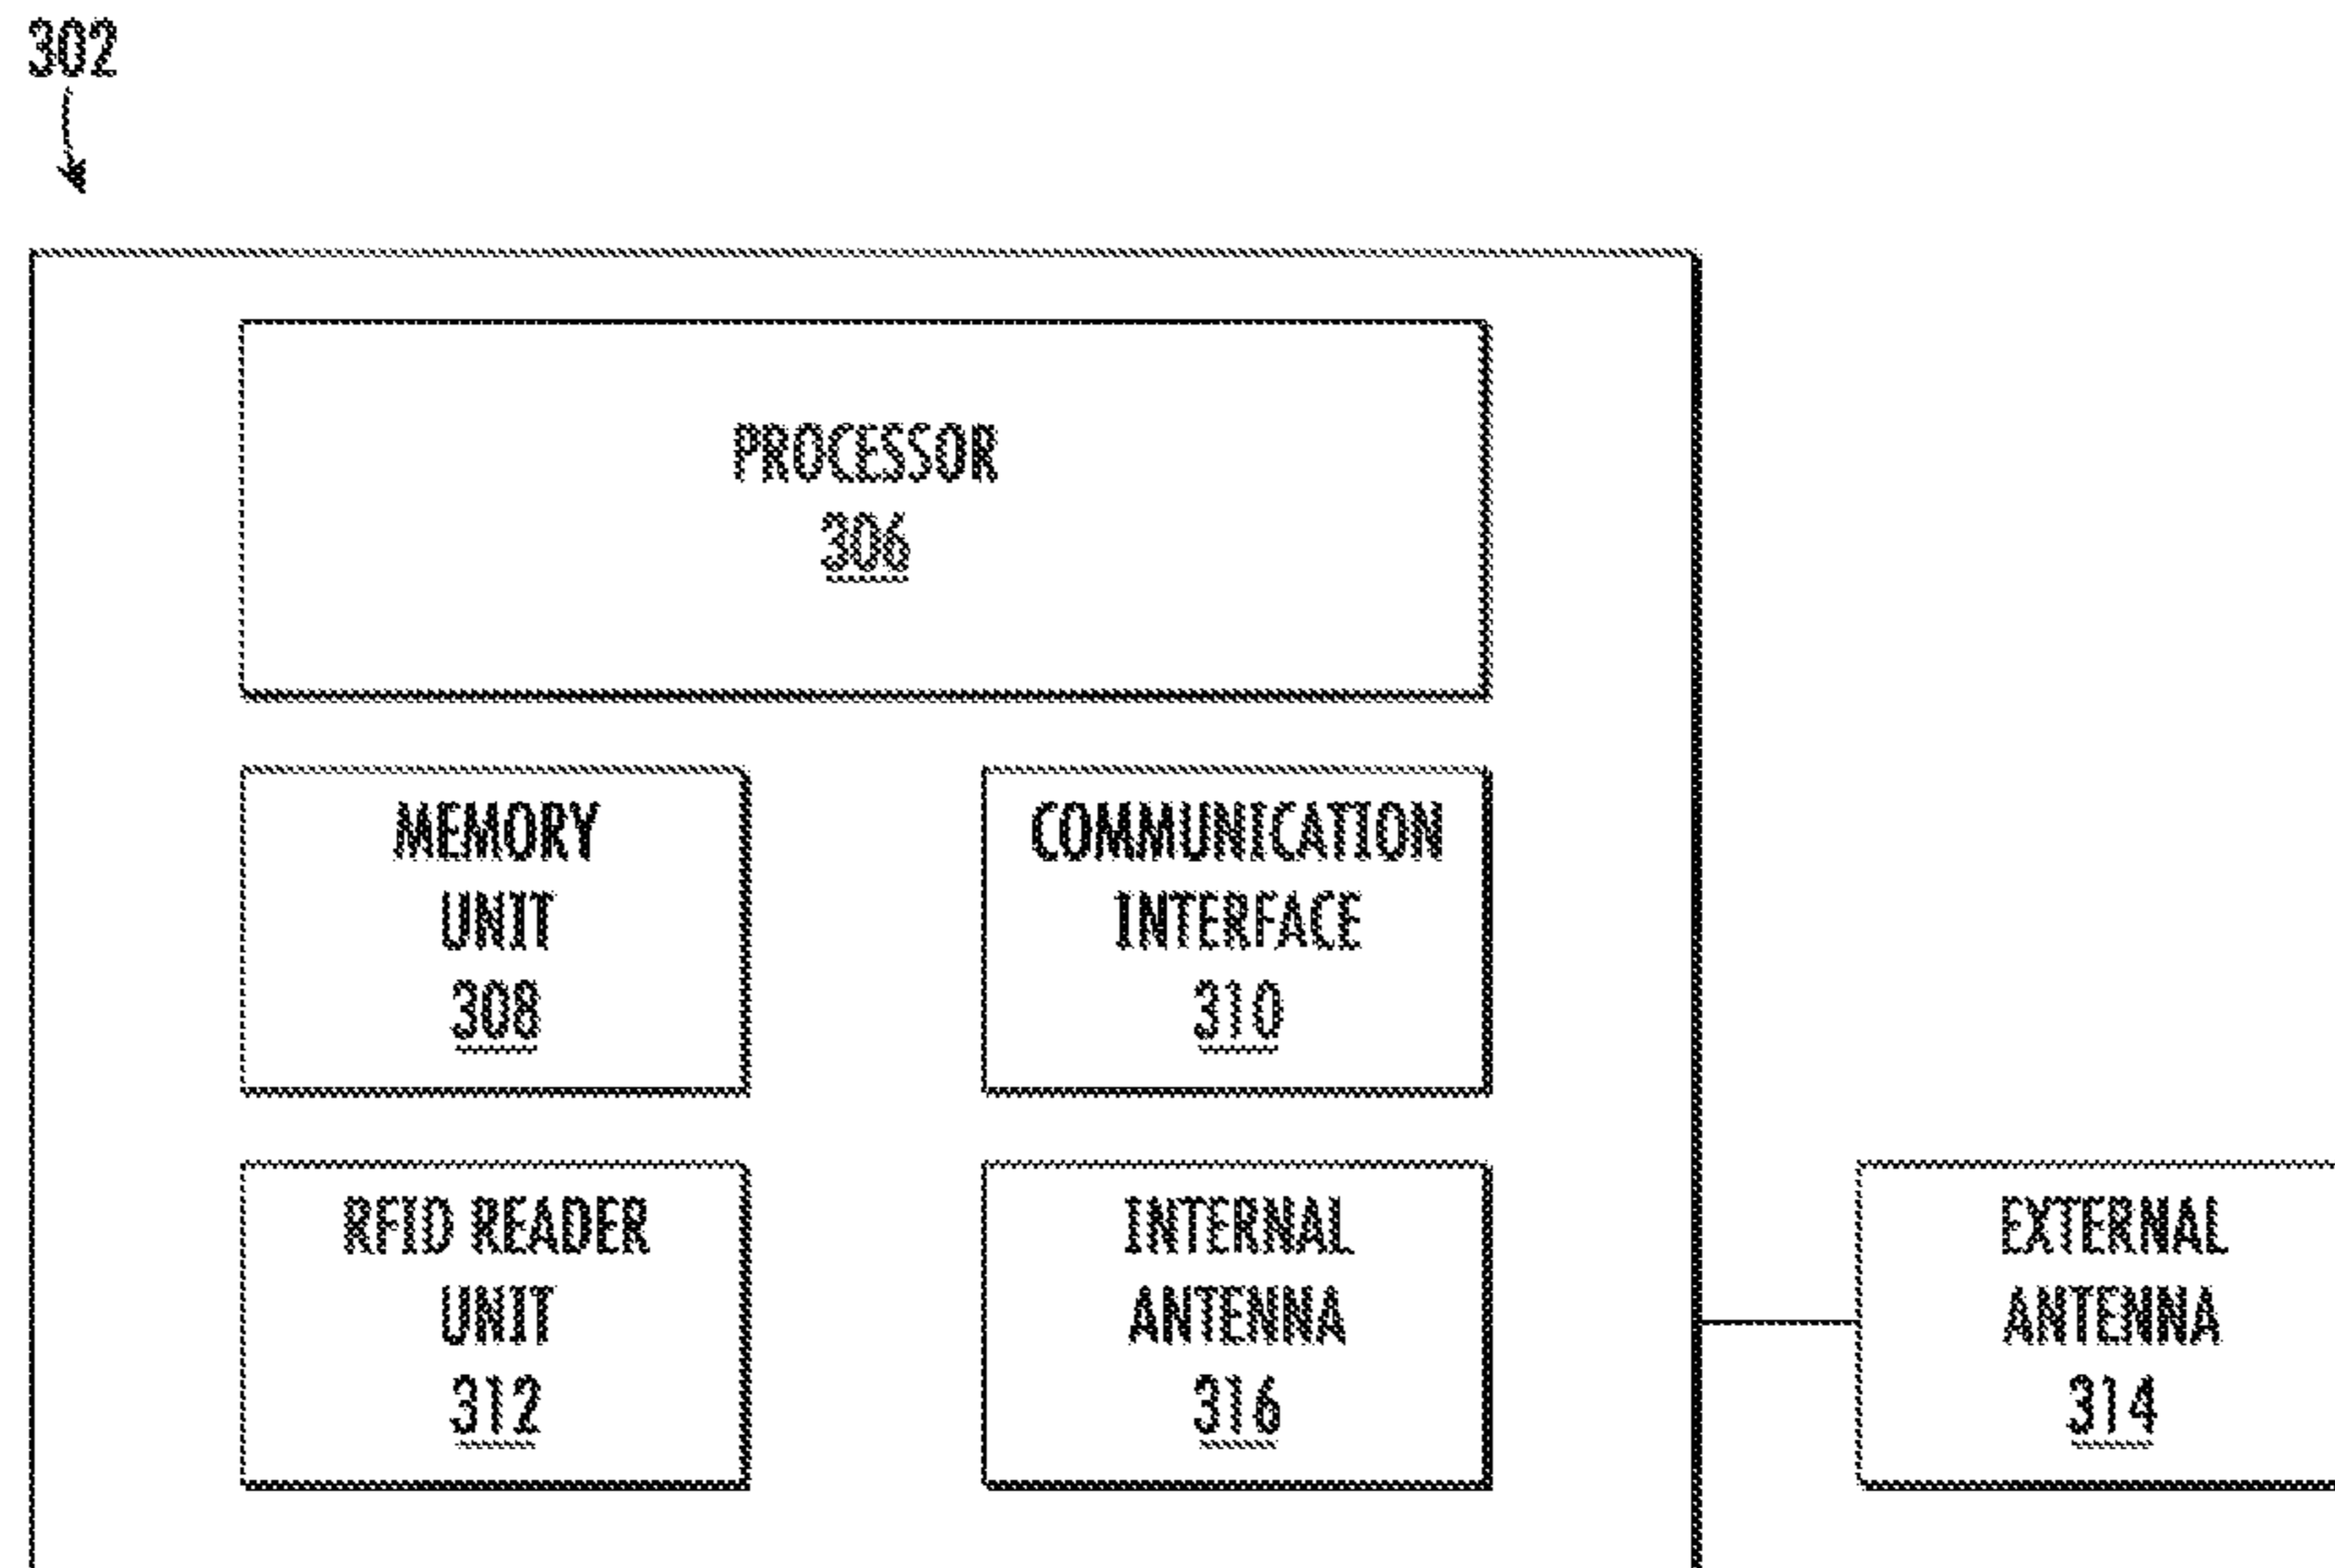 302
PROCESSOR
306
MEMORY
UNIT
308
COMMUNICATION
INTERFACE
310
RFID READER
UNIT
312
INTERNAL
ANTENNA
316
EXTERNAL
ANTENNA
314